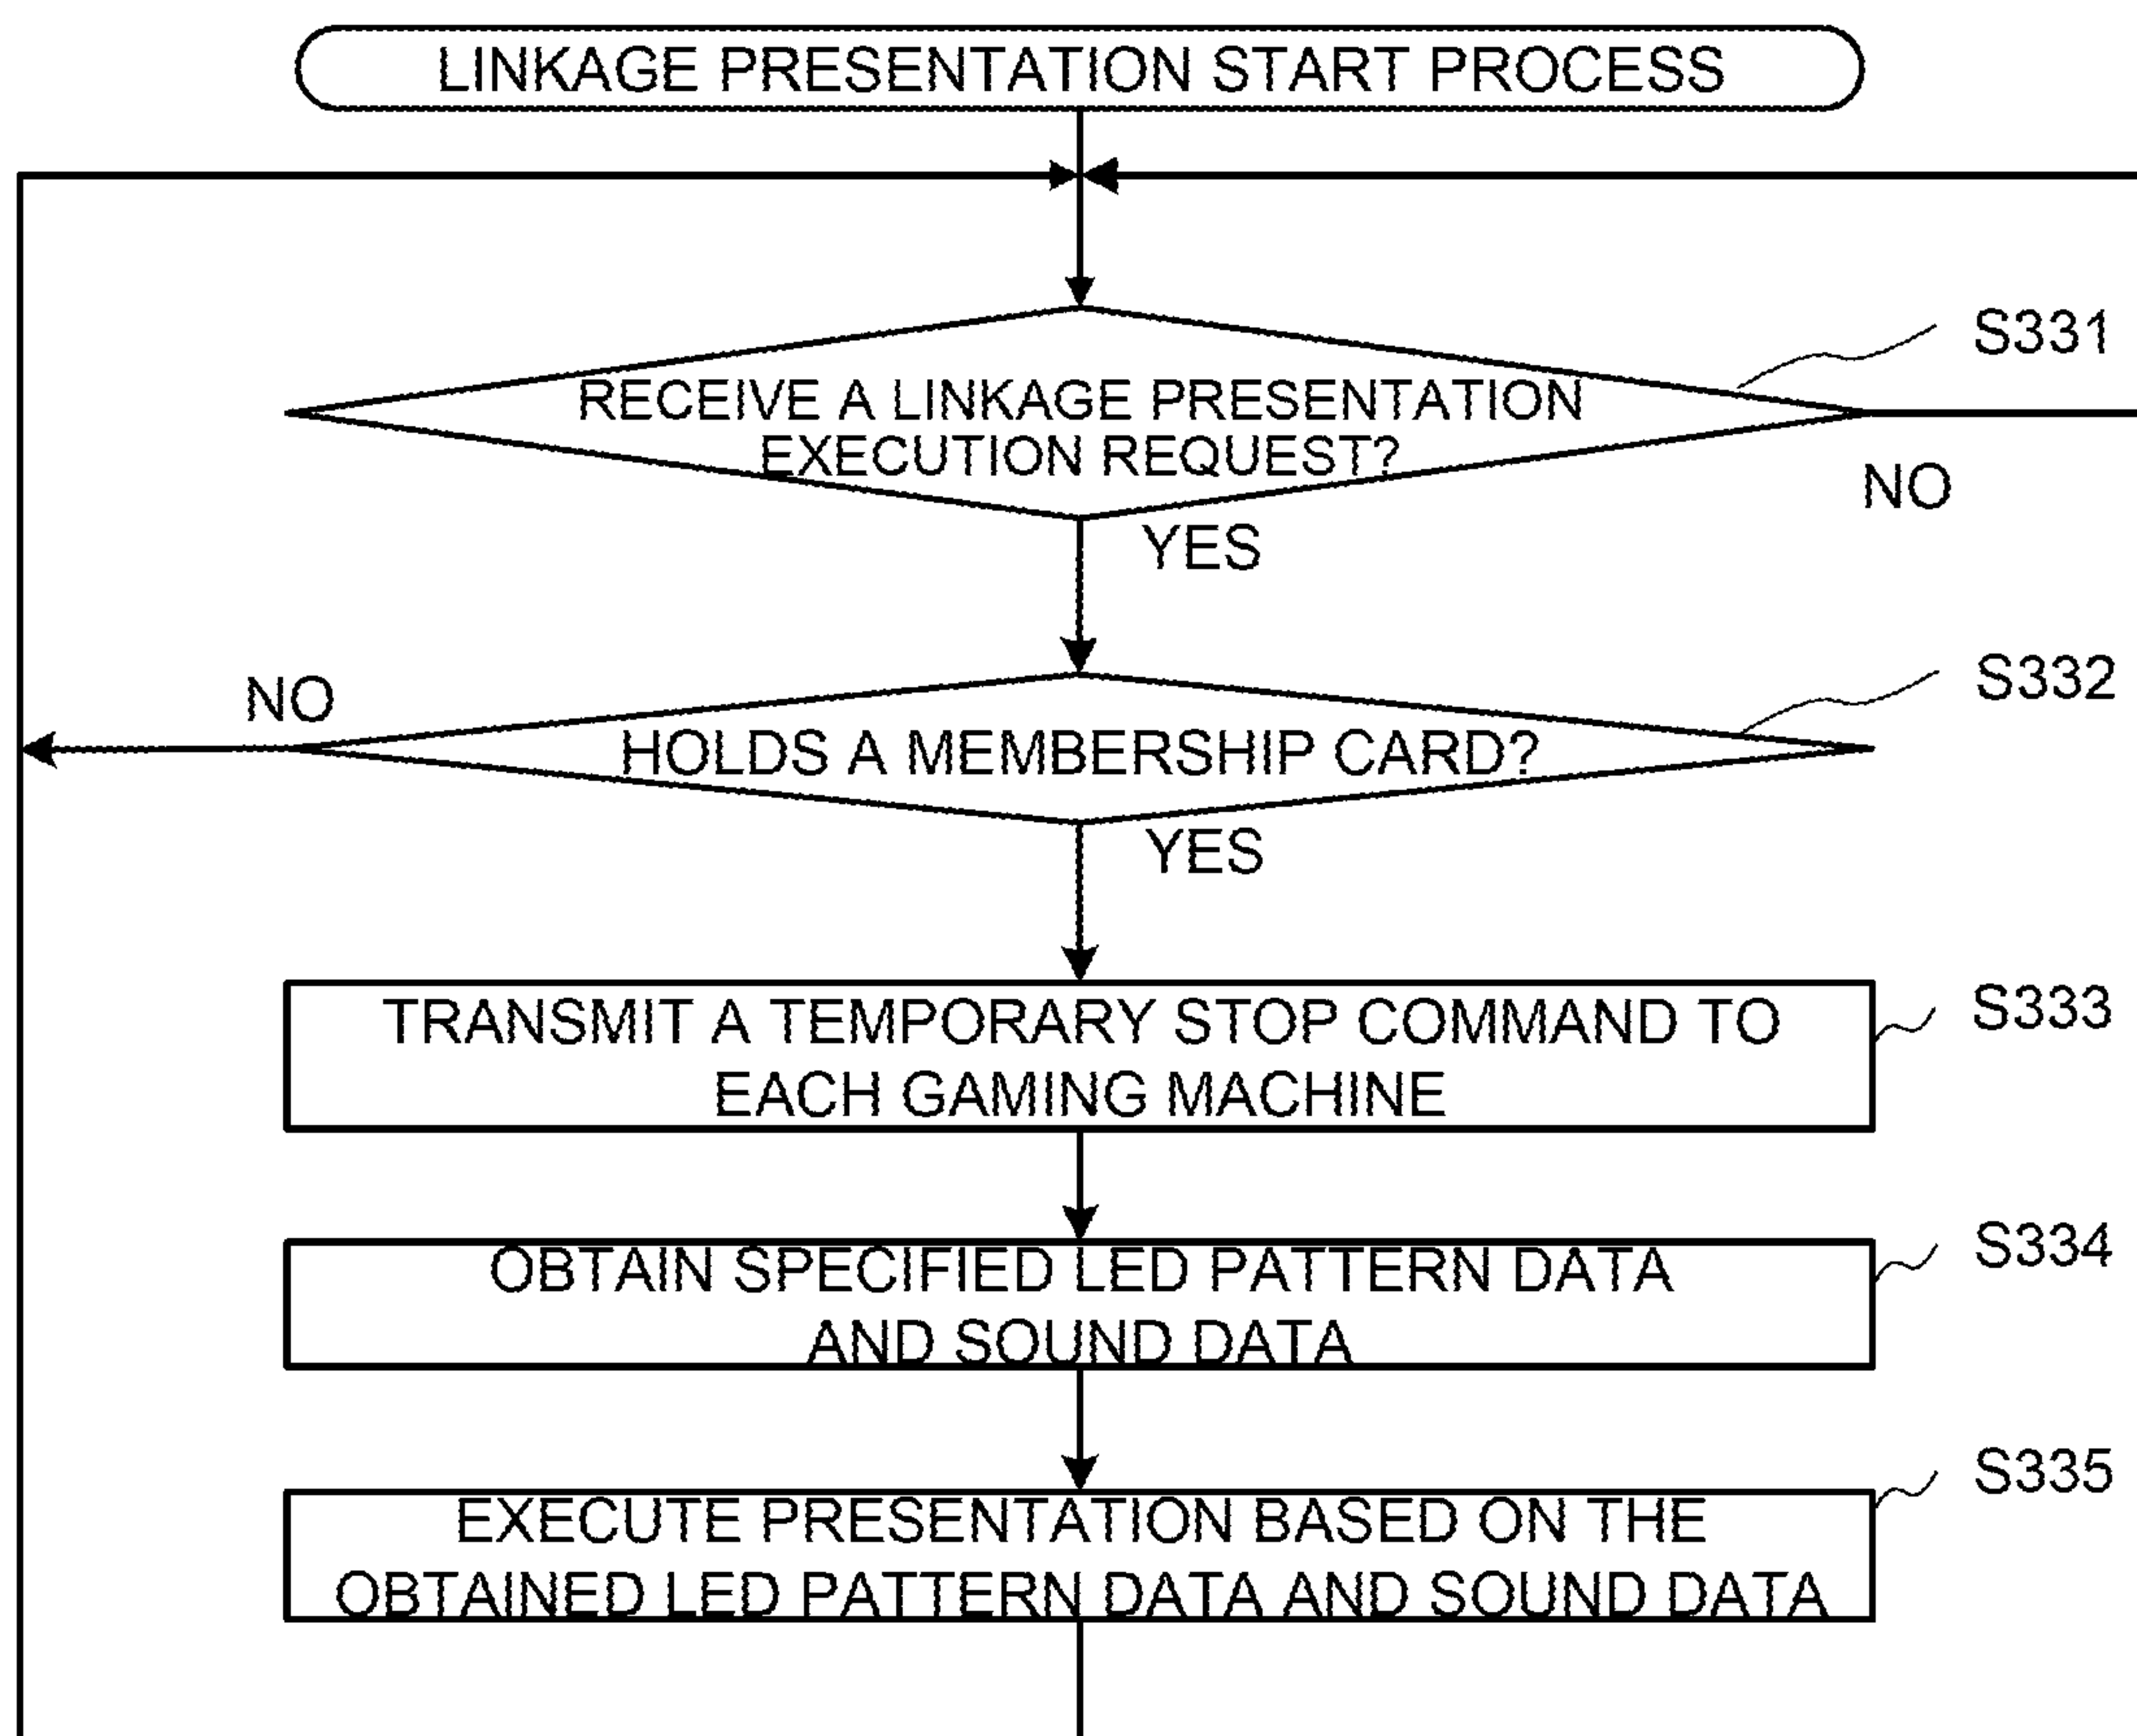 LINKAGE PRESENTATION START PROCESS
S331
RECEIVE A LINKAGE PRESENTATION
EXECUTION REQUEST?
NO
YES
S332
NO
HOLDS A MEMBERSHIP CARD?
YES
S333
TRANSMIT A TEMPORARY STOP COMMAND TO
EACH GAMING MACHINE
S334
OBTAIN SPECIFIED LED PATTERN DATA
AND SOUND DATA
S335
EXECUTE PRESENTATION BASED ON THE
OBTAINED LED PATTERN DATA AND SOUND DATA